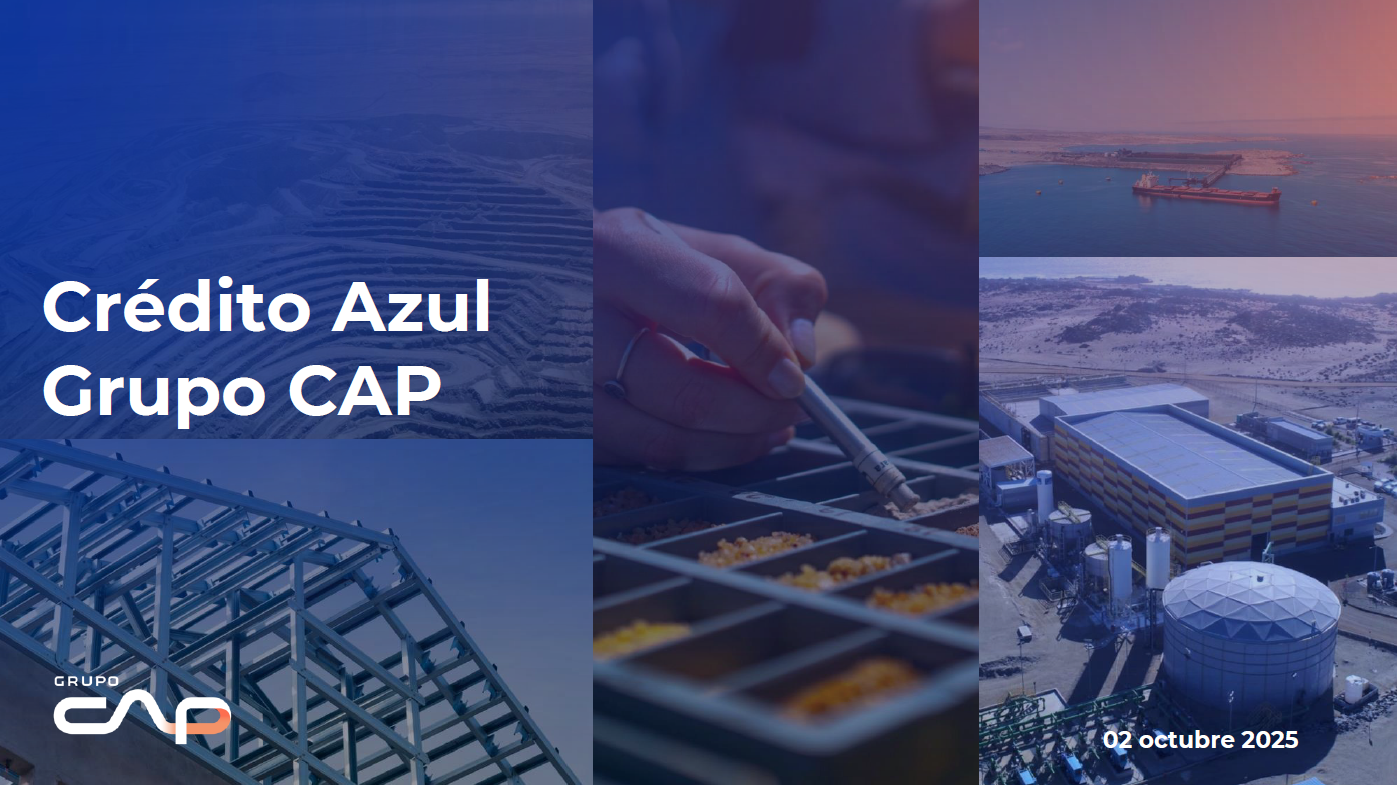 Crédito Azul
Grupo CAP
GRUPO
CAP
02 octubre 2025